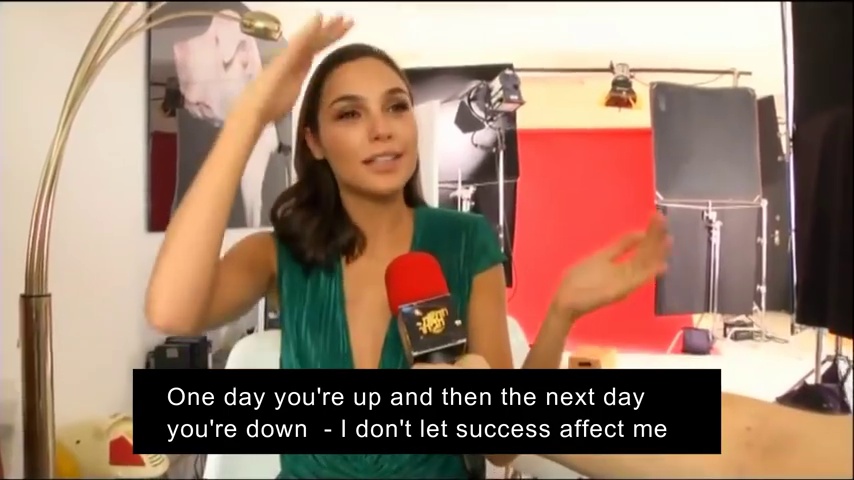 One day you're up and then the next day
you're down  - I don't let success affect me